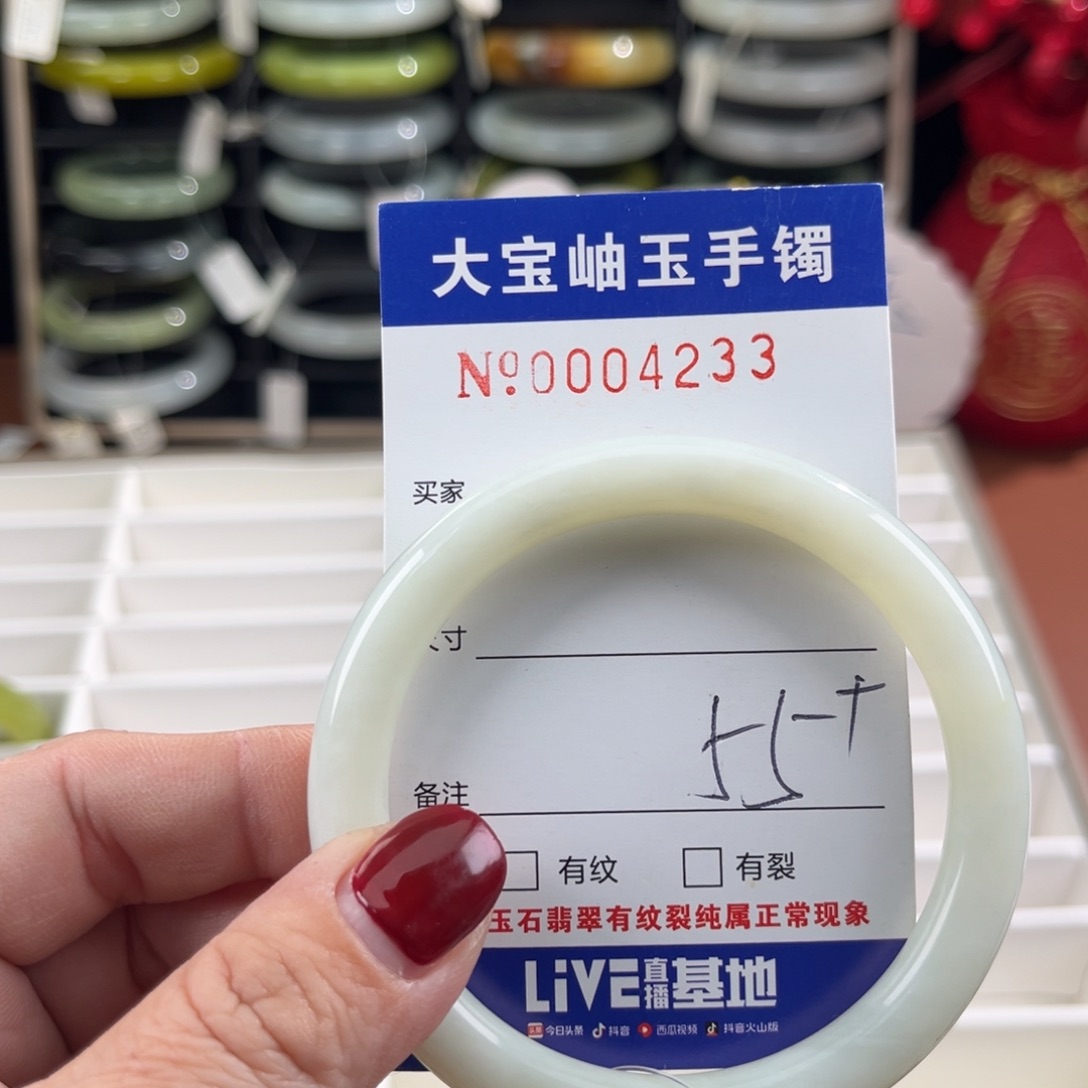 大宝岫玉手镯
No.0004233
买家
寸
55+
备注
有纹 有裂
玉石翡翠有纹裂纯属正常现象
LiVE直播基地
今日头条 抖音 西瓜视频 抖音火山版